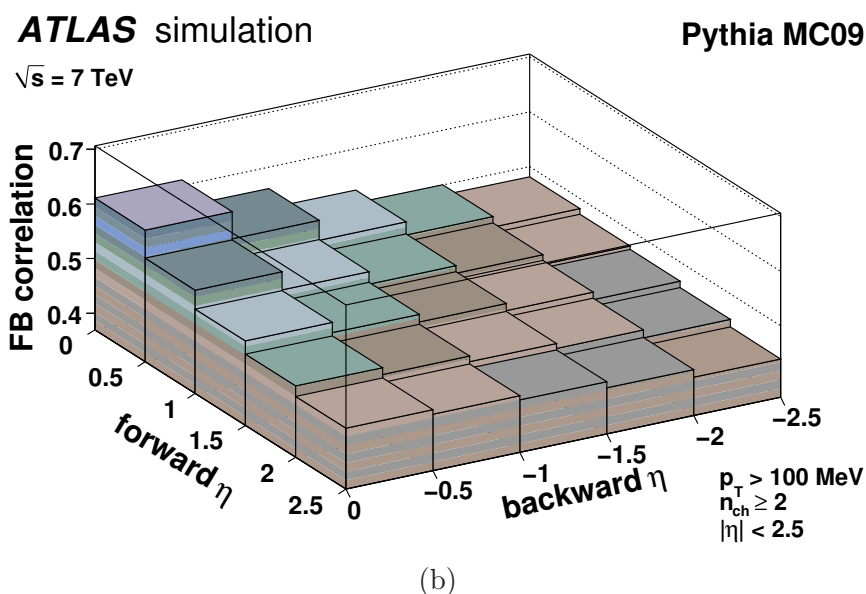 ATLAS simulation
Pythia MC09
√s = 7 TeV
FB correlation
0.7
0.6
0.5
0.4
0
0.5
1
1.5
2
2.5
forward η
0
−0.5
−1
−1.5
−2
−2.5
backward η
p_T > 100 MeV
n_ch ≥ 2
|η| < 2.5
(b)